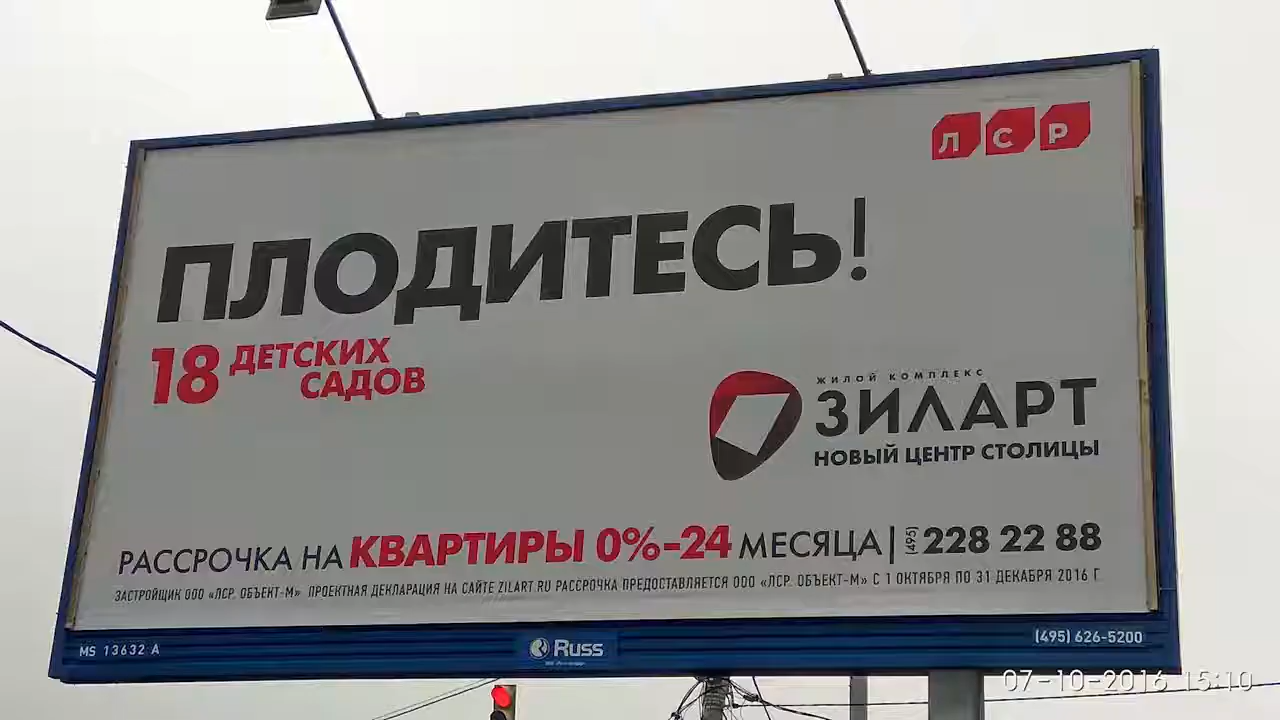 ЛСР
ПЛОДИТЕСЬ!
18 ДЕТСКИХ
САДОВ
ЖИЛОЙ КОМПЛЕКС
ЗИЛАРТ
НОВЫЙ ЦЕНТР СТОЛИЦЫ
РАССРОЧКА НА КВАРТИРЫ 0%-24 МЕСЯЦА | (495) 228 22 88
ЗАСТРОЙЩИК ООО «ЛСР. ОБЪЕКТ-М» ПРОЕКТНАЯ ДЕКЛАРАЦИЯ НА САЙТЕ ZILART.RU РАССРОЧКА ПРЕДОСТАВЛЯЕТСЯ ООО «ЛСР. ОБЪЕКТ-М» С 1 ОКТЯБРЯ ПО 31 ДЕКАБРЯ 2016 Г.
MS 13632 A
Russ
(495) 626-5200
07-10-2016 15:10